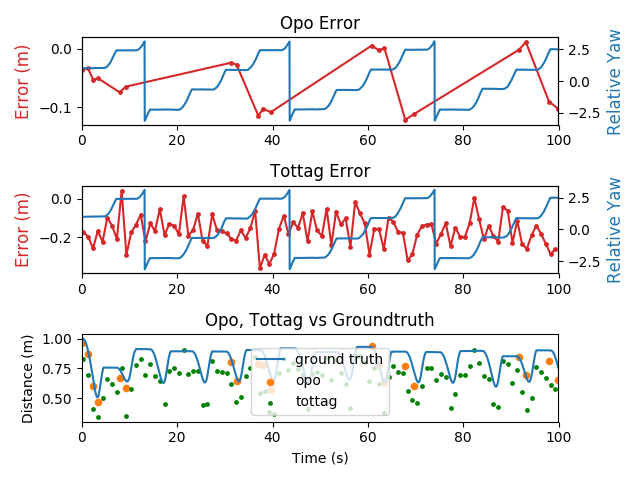 Opo Error
0.0
−0.1
Error (m)
2.5
0.0
−2.5
Relative Yaw
0 20 40 60 80 100
Tottag Error
0.0
−0.2
Error (m)
2.5
0.0
−2.5
Relative Yaw
0 20 40 60 80 100
Opo, Tottag vs Groundtruth
1.00
0.75
0.50
Distance (m)
ground truth
opo
tottag
0 20 40 60 80 100
Time (s)